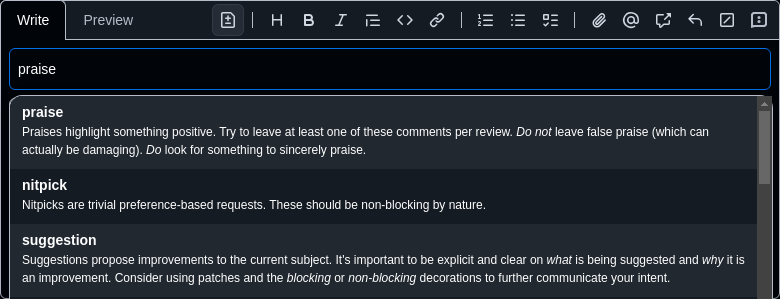 Write Preview
praise
praise
Praises highlight something positive. Try to leave at least one of these comments per review. Do not leave false praise (which can
actually be damaging). Do look for something to sincerely praise.
nitpick
Nitpicks are trivial preference-based requests. These should be non-blocking by nature.
suggestion
Suggestions propose improvements to the current subject. It's important to be explicit and clear on what is being suggested and why it is
an improvement. Consider using patches and the blocking or non-blocking decorations to further communicate your intent.